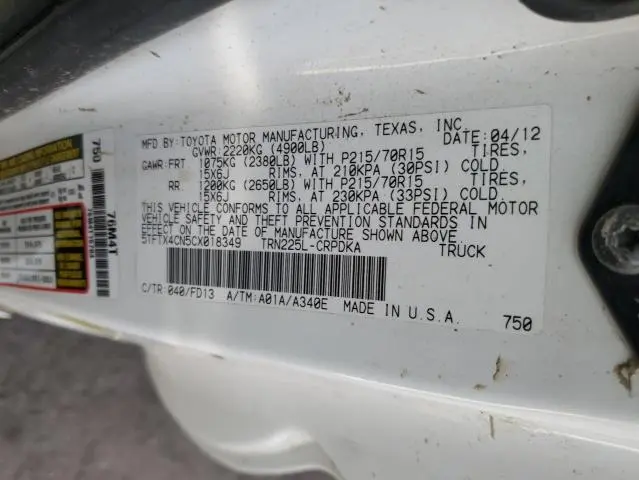 MFD BY: TOYOTA MOTOR MANUFACTURING, TEXAS, INC.
DATE: 04/12
GVWR: 2220KG (4900LB)
GAWR: FRT 1075KG (2380LB) WITH P215/70R15 TIRES,
15X6J RIMS, AT 210KPA (30PSI) COLD
RR 1200KG (2650LB) WITH P215/70R15 TIRES,
15X6J RIMS, AT 230KPA (33PSI) COLD
THIS VEHICLE CONFORMS TO ALL APPLICABLE FEDERAL MOTOR
VEHICLE SAFETY, BUMPER, AND THEFT PREVENTION STANDARDS IN
EFFECT ON THE DATE OF MANUFACTURE SHOWN ABOVE.
5TFTX4CN5CX018349 TRN225L-CRPDKA TRUCK
C/TR: 040/FD13 A/TM: A01A/A340E MADE IN U.S.A. 750
750
76M4T